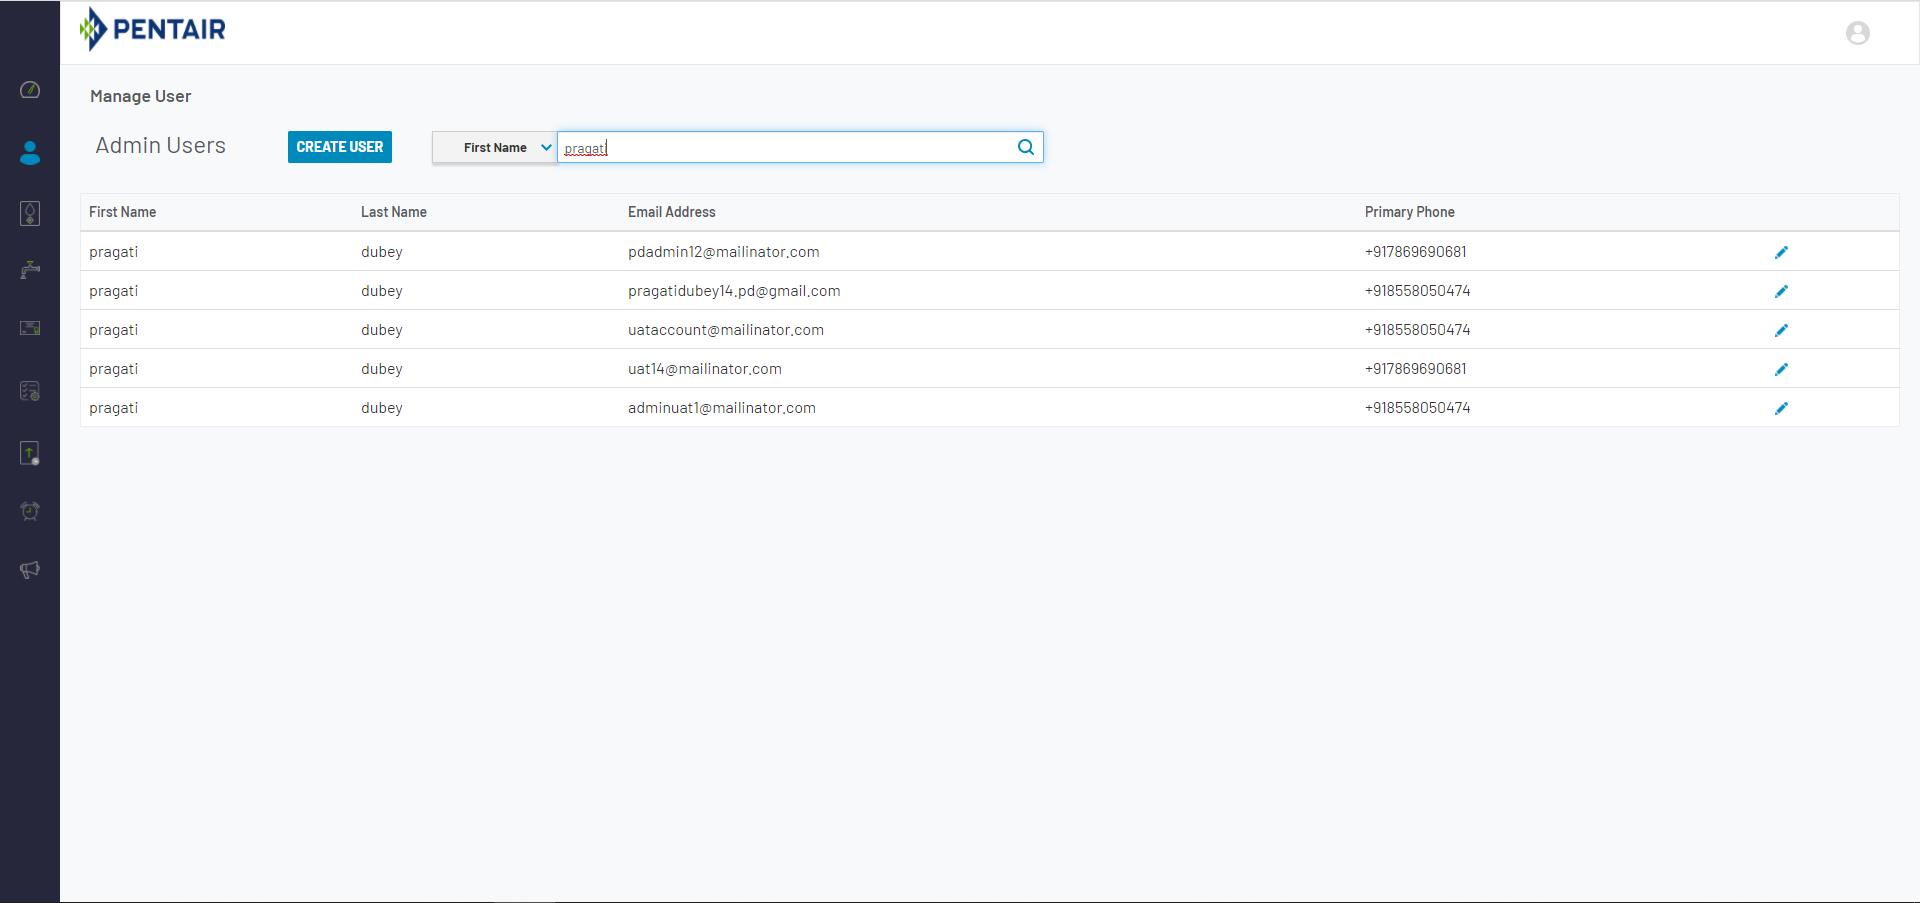 PENTAIR
Manage User
Admin Users CREATE USER First Name pragati
First Name Last Name Email Address Primary Phone
pragati dubey pdadmin12@mailinator.com +917869690681
pragati dubey pragatidubey14.pd@gmail.com +918558050474
pragati dubey uataccount@mailinator.com +918558050474
pragati dubey uat14@mailinator.com +917869690681
pragati dubey adminuat1@mailinator.com +918558050474